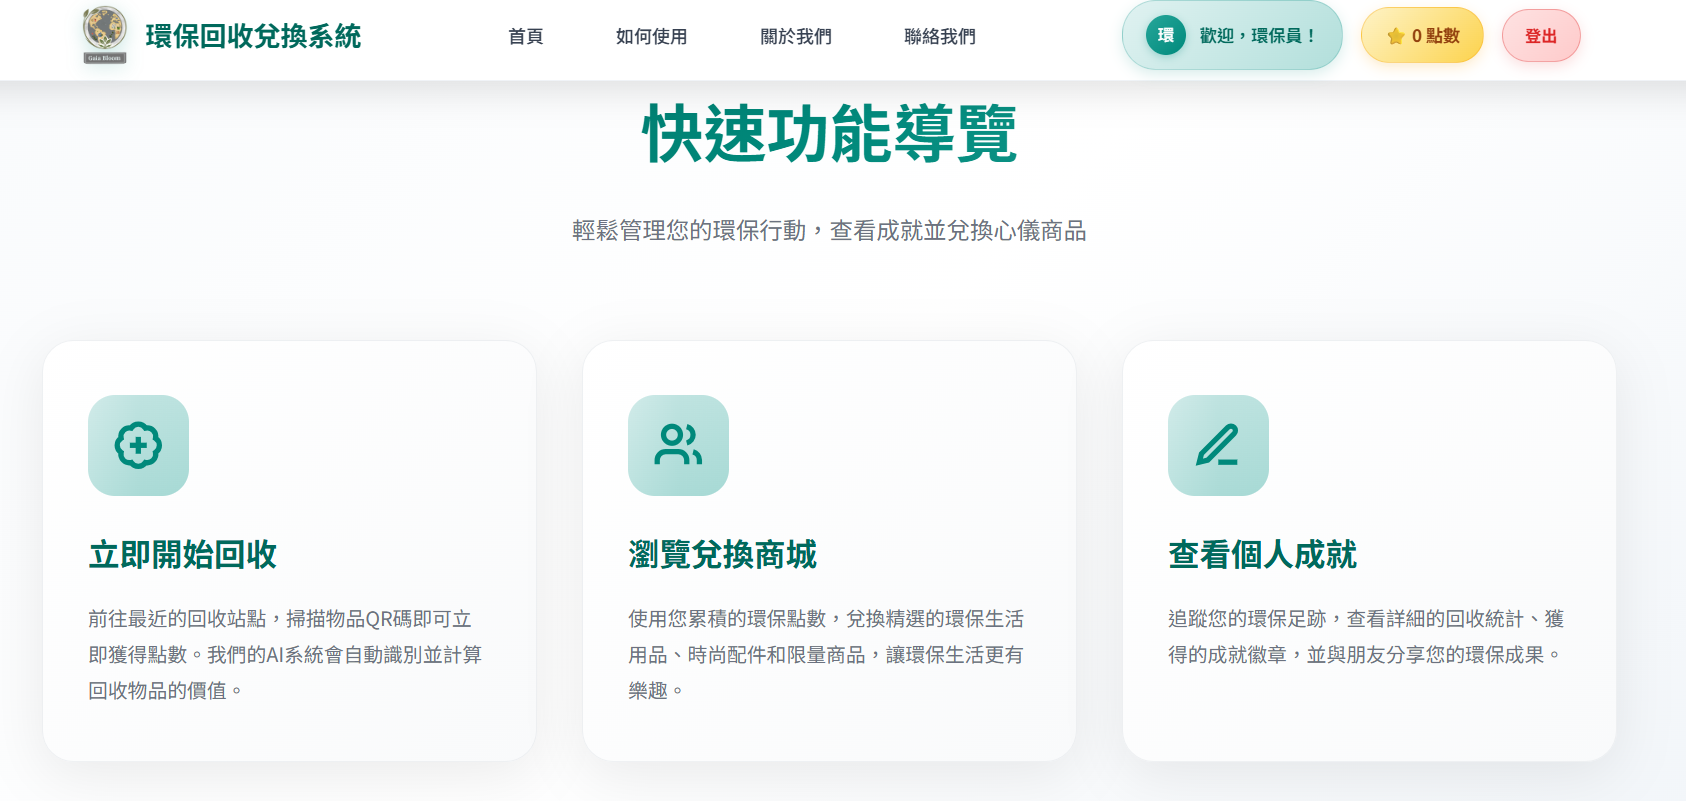 Gaia Bloom
環保回收兌換系統
首頁
如何使用
關於我們
聯絡我們
環
歡迎，環保員！
0 點數
登出
快速功能導覽
輕鬆管理您的環保行動，查看成就並兌換心儀商品
立即開始回收
前往最近的回收站點，掃描物品QR碼即可立
即獲得點數。我們的AI系統會自動識別並計算
回收物品的價值。
瀏覽兌換商城
使用您累積的環保點數，兌換精選的環保生活
用品、時尚配件和限量商品，讓環保生活更有
樂趣。
查看個人成就
追蹤您的環保足跡，查看詳細的回收統計、獲
得的成就徽章，並與朋友分享您的環保成果。